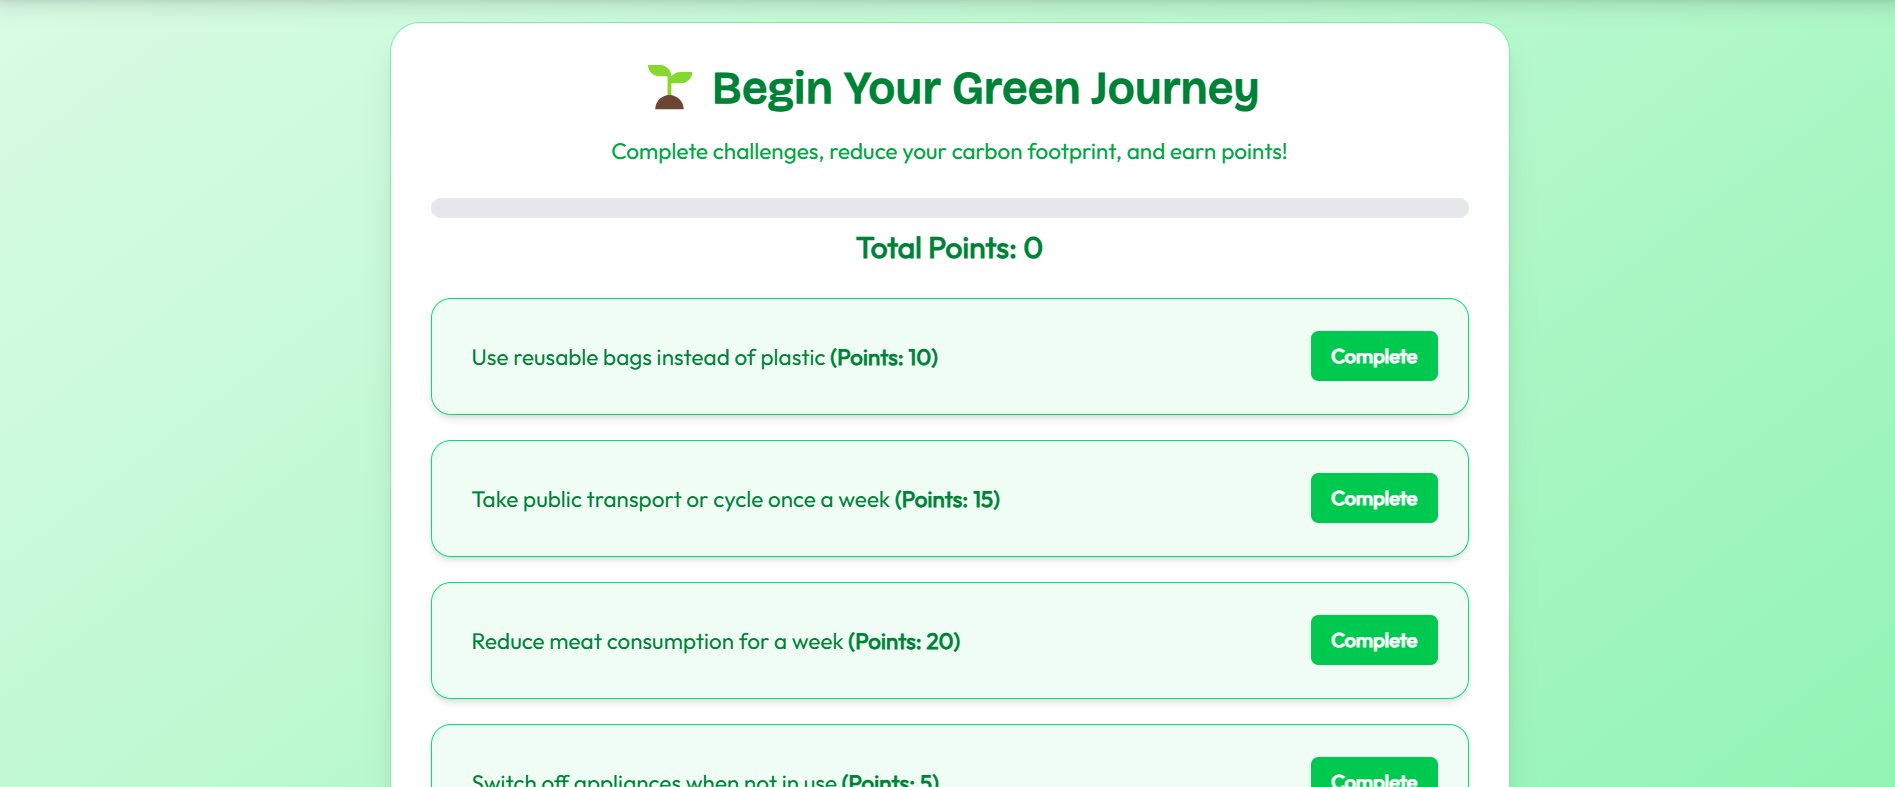 Begin Your Green Journey
Complete challenges, reduce your carbon footprint, and earn points!
Total Points: 0
Use reusable bags instead of plastic (Points: 10)
Complete
Take public transport or cycle once a week (Points: 15)
Complete
Reduce meat consumption for a week (Points: 20)
Complete
Switch off appliances when not in use (Points: 5)
Complete